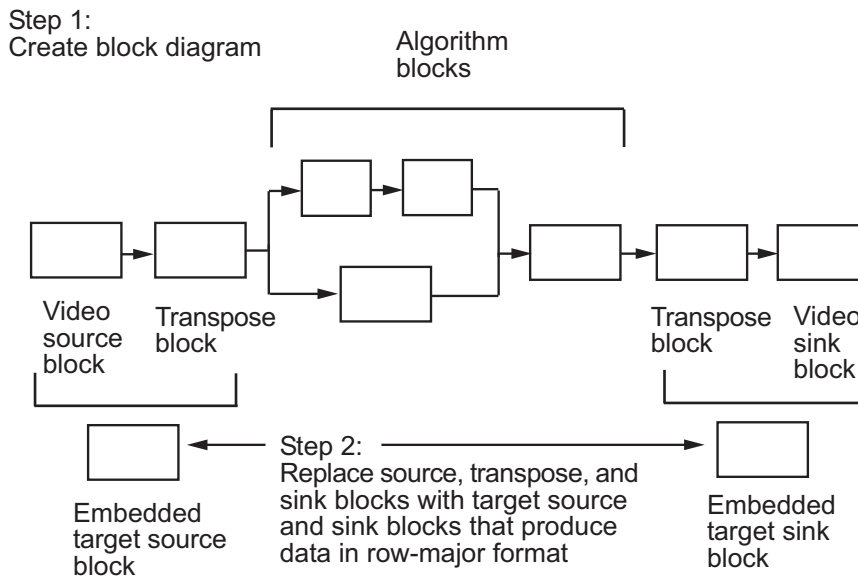 Step 1:
Create block diagram
Algorithm
blocks
Video
source
block
Transpose
block
Transpose
block
Video
sink
block
Step 2:
Replace source, transpose, and
sink blocks with target source
and sink blocks that produce
data in row-major format
Embedded
target source
block
Embedded
target sink
block